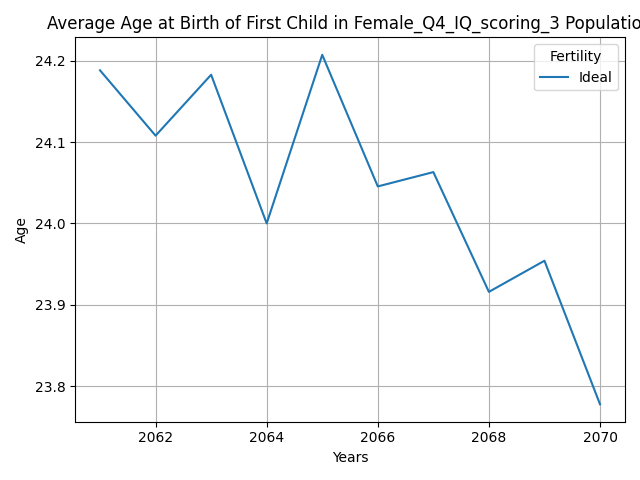 Average Age at Birth of First Child in Female_Q4_IQ_scoring_3 Populatio
Fertility
Ideal
24.2
24.1
24.0
23.9
23.8
Age
2062 2064 2066 2068 2070
Years